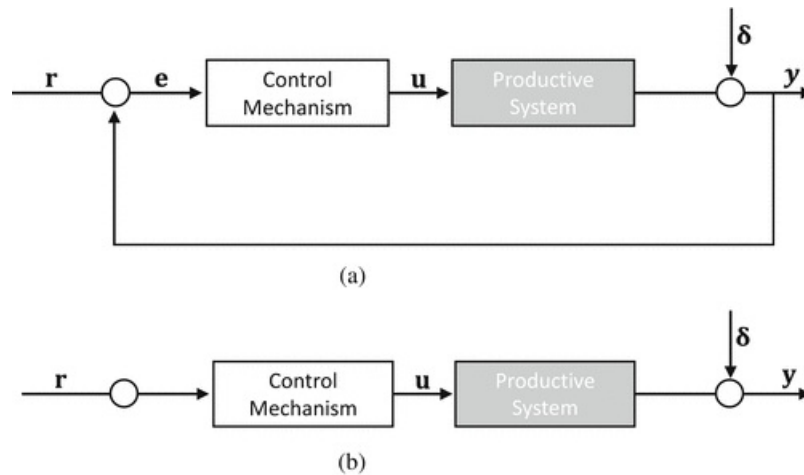 δ
r e Control Mechanism u Productive System y
(a)
δ
r Control Mechanism u Productive System y
(b)